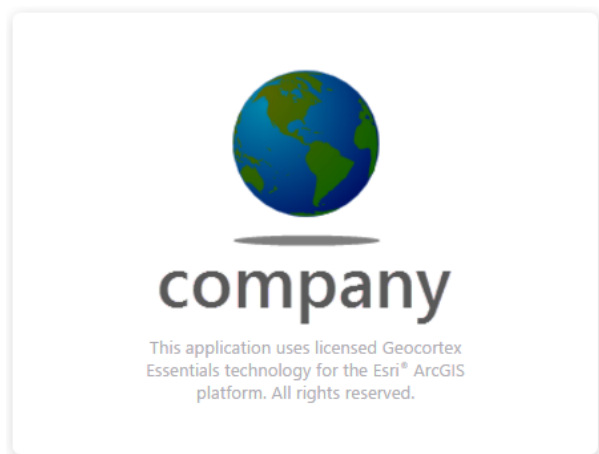 company
This application uses licensed Geocortex
Essentials technology for the Esri® ArcGIS
platform. All rights reserved.